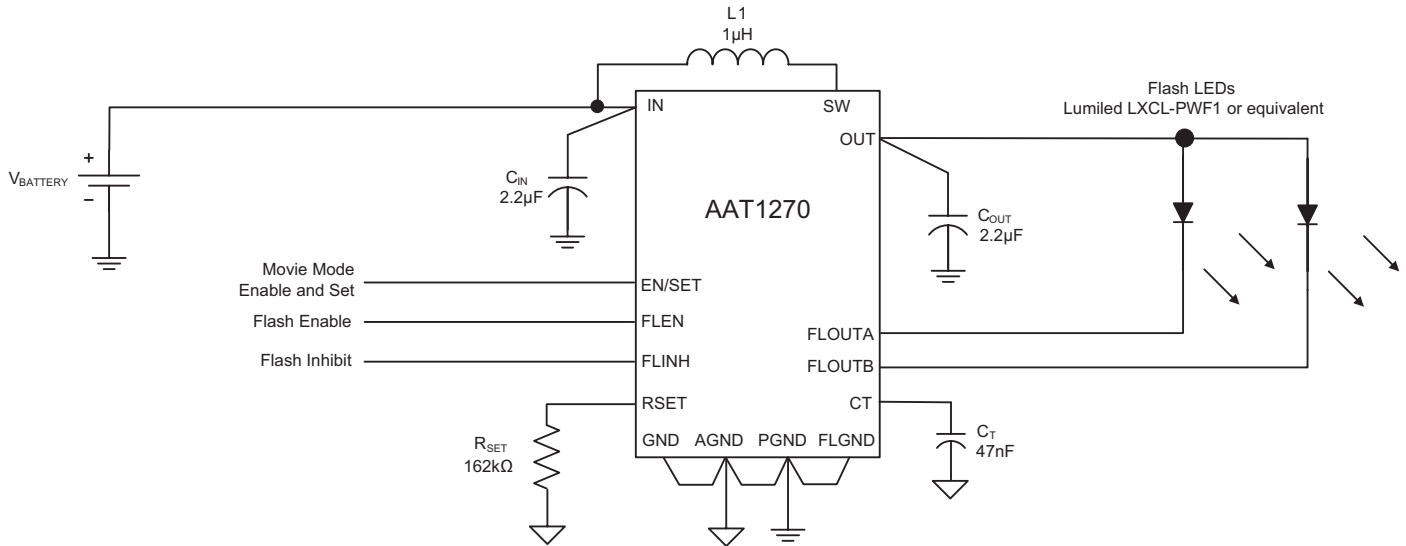 L1
1µH
Flash LEDs
Lumiled LXCL-PWF1 or equivalent
IN
SW
OUT
+
VBATTERY
−
CIN
2.2µF
AAT1270
COUT
2.2µF
Movie Mode
Enable and Set
EN/SET
Flash Enable
FLEN
FLOUTA
Flash Inhibit
FLINH
FLOUTB
RSET
CT
RSET
162kΩ
GND AGND PGND FLGND
CT
47nF